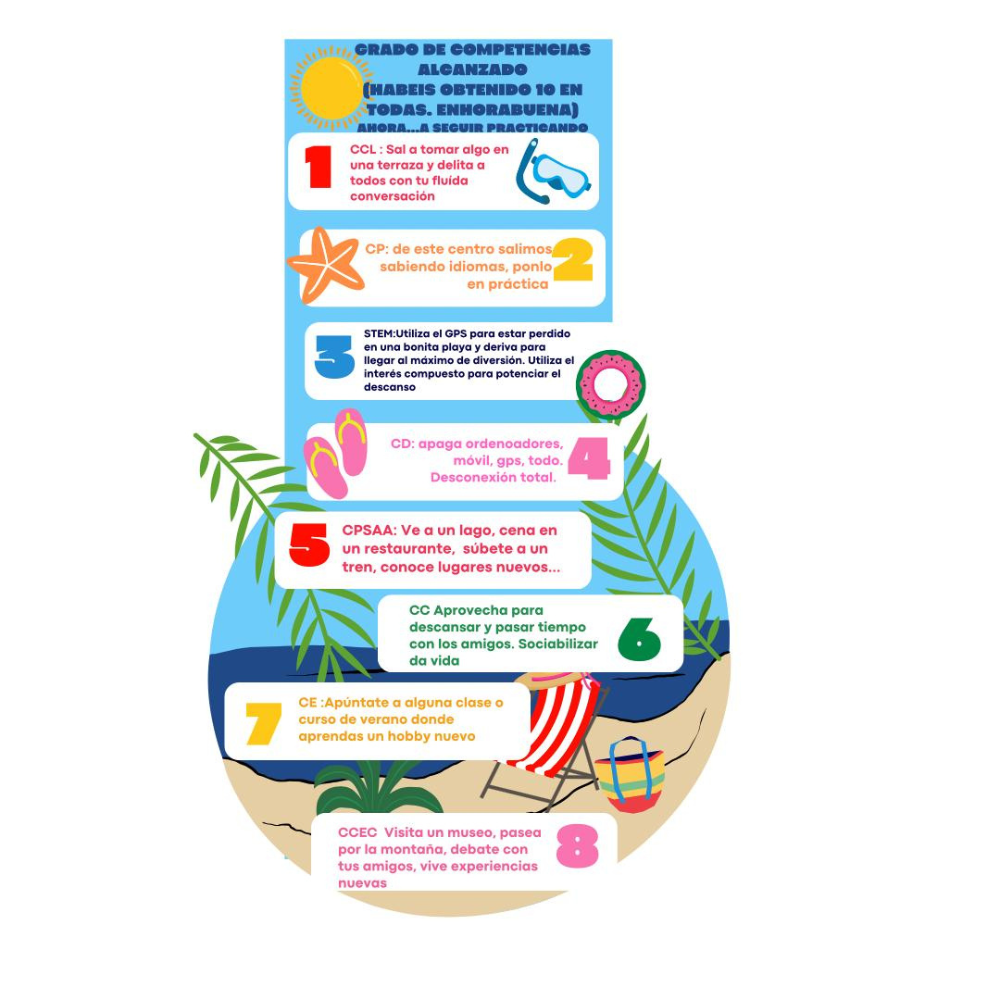 GRADO DE COMPETENCIAS
ALCANZADO
(HABEIS OBTENIDO 10 EN
TODAS. ENHORABUENA)
AHORA...A SEGUIR PRACTICANDO
1
CCL : Sal a tomar algo en
una terraza y delita a
todos con tu fluída
conversación
CP: de este centro salimos
sabiendo idiomas, ponlo
en práctica
2
3
STEM:Utiliza el GPS para estar perdido
en una bonita playa y deriva para
llegar al máximo de diversión. Utiliza el
interés compuesto para potenciar el
descanso
CD: apaga ordenoadores,
móvil, gps, todo.
Desconexión total.
4
5
CPSAA: Ve a un lago, cena en
un restaurante, súbete a un
tren, conoce lugares nuevos...
CC Aprovecha para
descansar y pasar tiempo
con los amigos. Sociabilizar
da vida
6
7
CE :Apúntate a alguna clase o
curso de verano donde
aprendas un hobby nuevo
CCEC Visita un museo, pasea
por la montaña, debate con
tus amigos, vive experiencias
nuevas
8